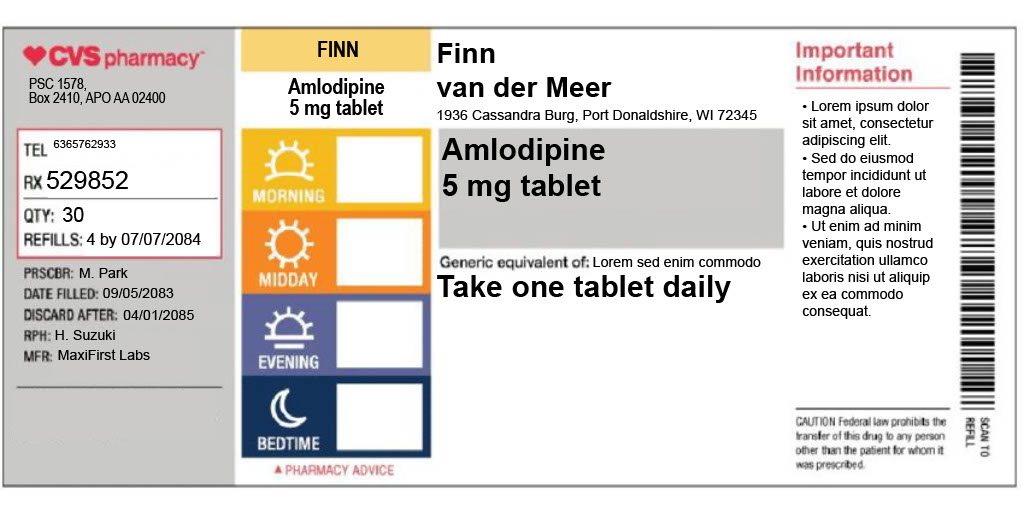 CVS pharmacy
PSC 1578,
Box 2410, APO AA 02400
TEL 6365762933
RX 529852
QTY: 30
REFILLS: 4 by 07/07/2084
PRSCBR: M. Park
DATE FILLED: 09/05/2083
DISCARD AFTER: 04/01/2085
RPH: H. Suzuki
MFR: MaxiFirst Labs
FINN
Amlodipine
5 mg tablet
MORNING
MIDDAY
EVENING
BEDTIME
▲ PHARMACY ADVICE
Finn
van der Meer
1936 Cassandra Burg, Port Donaldshire, WI 72345
Amlodipine
5 mg tablet
Generic equivalent of: Lorem sed enim commodo
Take one tablet daily
Important
Information
• Lorem ipsum dolor
sit amet, consectetur
adipiscing elit.
• Sed do eiusmod
tempor incididunt ut
labore et dolore
magna aliqua.
• Ut enim ad minim
veniam, quis nostrud
exercitation ullamco
laboris nisi ut aliquip
ex ea commodo
consequat.
CAUTION Federal law prohibits the
transfer of this drug to any person
other than the patient for whom it
was prescribed.
SCAN TO
REFILL